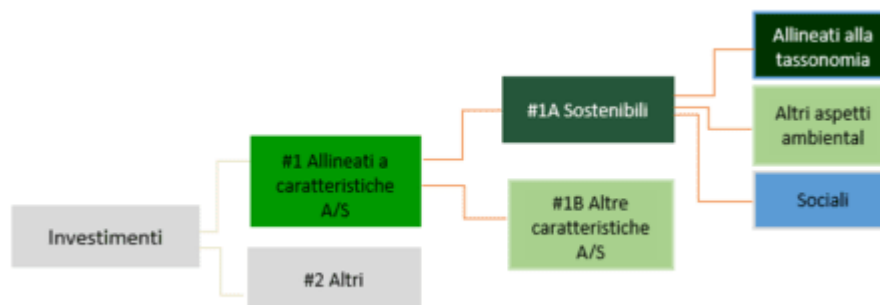 Investimenti
#1 Allineati a
caratteristiche
A/S
#2 Altri
#1A Sostenibili
#1B Altre
caratteristiche
A/S
Allineati alla
tassonomia
Altri aspetti
ambiental
Sociali